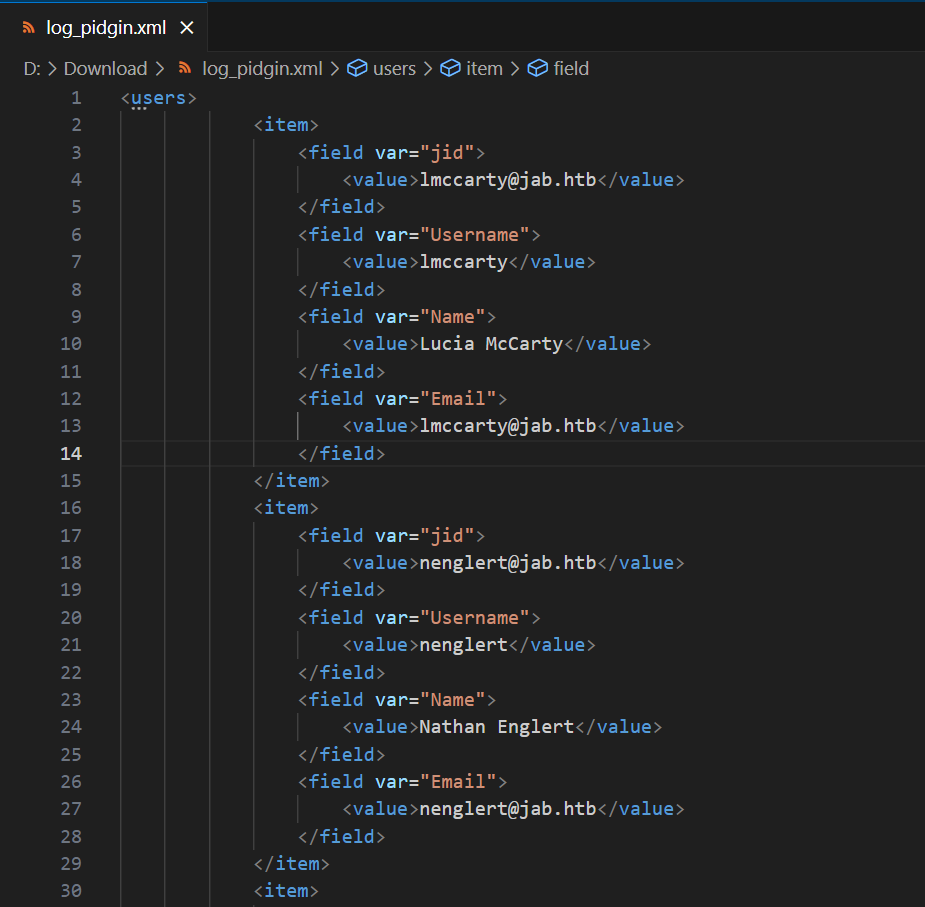 log_pidgin.xml
D: > Download > log_pidgin.xml > users > item > field
1 <users>
2 <item>
3 <field var="jid">
4 <value>lmccarty@jab.htb</value>
5 </field>
6 <field var="Username">
7 <value>lmccarty</value>
8 </field>
9 <field var="Name">
10 <value>Lucia McCarty</value>
11 </field>
12 <field var="Email">
13 <value>lmccarty@jab.htb</value>
14 </field>
15 </item>
16 <item>
17 <field var="jid">
18 <value>nenglert@jab.htb</value>
19 </field>
20 <field var="Username">
21 <value>nenglert</value>
22 </field>
23 <field var="Name">
24 <value>Nathan Englert</value>
25 </field>
26 <field var="Email">
27 <value>nenglert@jab.htb</value>
28 </field>
29 </item>
30 <item>